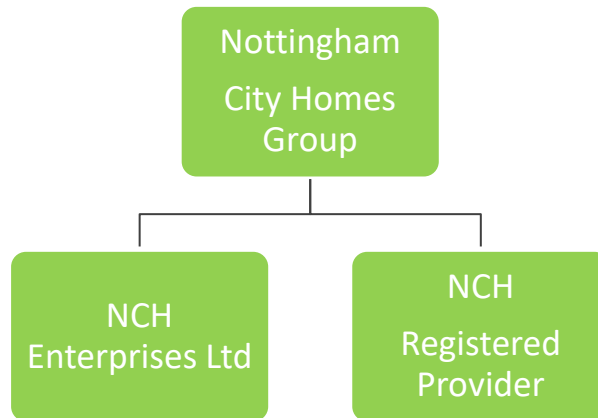 Nottingham
City Homes
Group
NCH
Enterprises Ltd
NCH
Registered
Provider